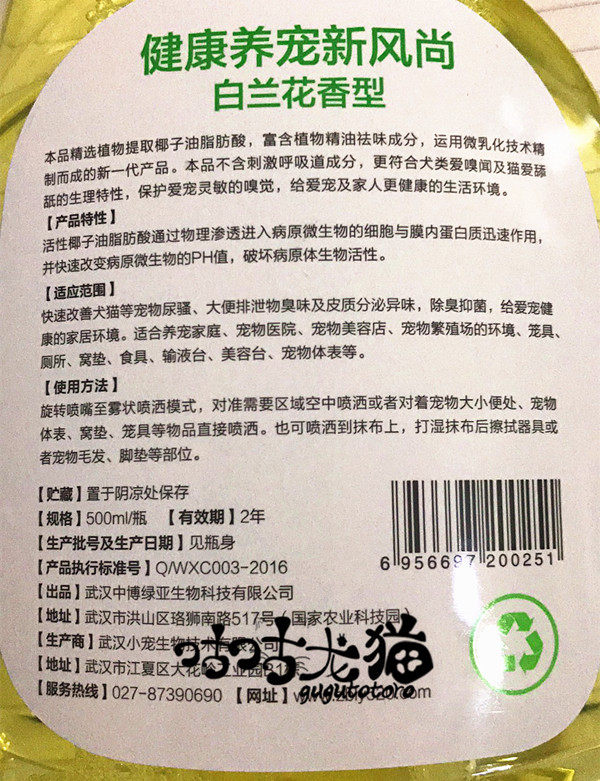 健康养宠新风尚
白兰花香型
本品精选植物提取椰子油脂肪酸，富含植物精油祛味成分，运用微乳化技术精
制而成的新一代产品。本品不含刺激呼吸道成分，更符合犬类爱嗅闻及猫爱舔
舐的生理特性，保护爱宠灵敏的嗅觉，给爱宠及家人更健康的生活环境。
【产品特性】
活性椰子油脂肪酸通过物理渗透进入病原微生物的细胞与膜内蛋白质迅速作用，
并快速改变病原微生物的PH值，破坏病原体生物活性。
【适应范围】
快速改善犬猫等宠物尿骚、大便排泄物臭味及皮质分泌异味，除臭抑菌，给爱宠健
康的家居环境。适合养宠家庭、宠物医院、宠物美容店、宠物繁殖场的环境、笼具、
厕所、窝垫、食具、输液台、美容台、宠物体表等。
【使用方法】
旋转喷嘴至雾状喷洒模式，对准需要区域空中喷洒或者对着宠物大小便处、宠物
体表、窝垫、笼具等物品直接喷洒。也可喷洒到抹布上，打湿抹布后擦拭器具或
者宠物毛发、脚垫等部位。
【贮藏】置于阴凉处保存
【规格】500ml/瓶 【有效期】2年
【生产批号及生产日期】见瓶身
【产品执行标准号】Q/WXC003-2016
【出品】武汉中博绿亚生物科技有限公司
【地址】武汉市洪山区珞狮南路517号（国家农业科技园）
【生产商】武汉小宠生物技术有限公司
【地址】武汉市江夏区大花岭工业园
【服务热线】027-87390690 【网址】
6 956697 200251
咕咕龙猫
gugutotoro